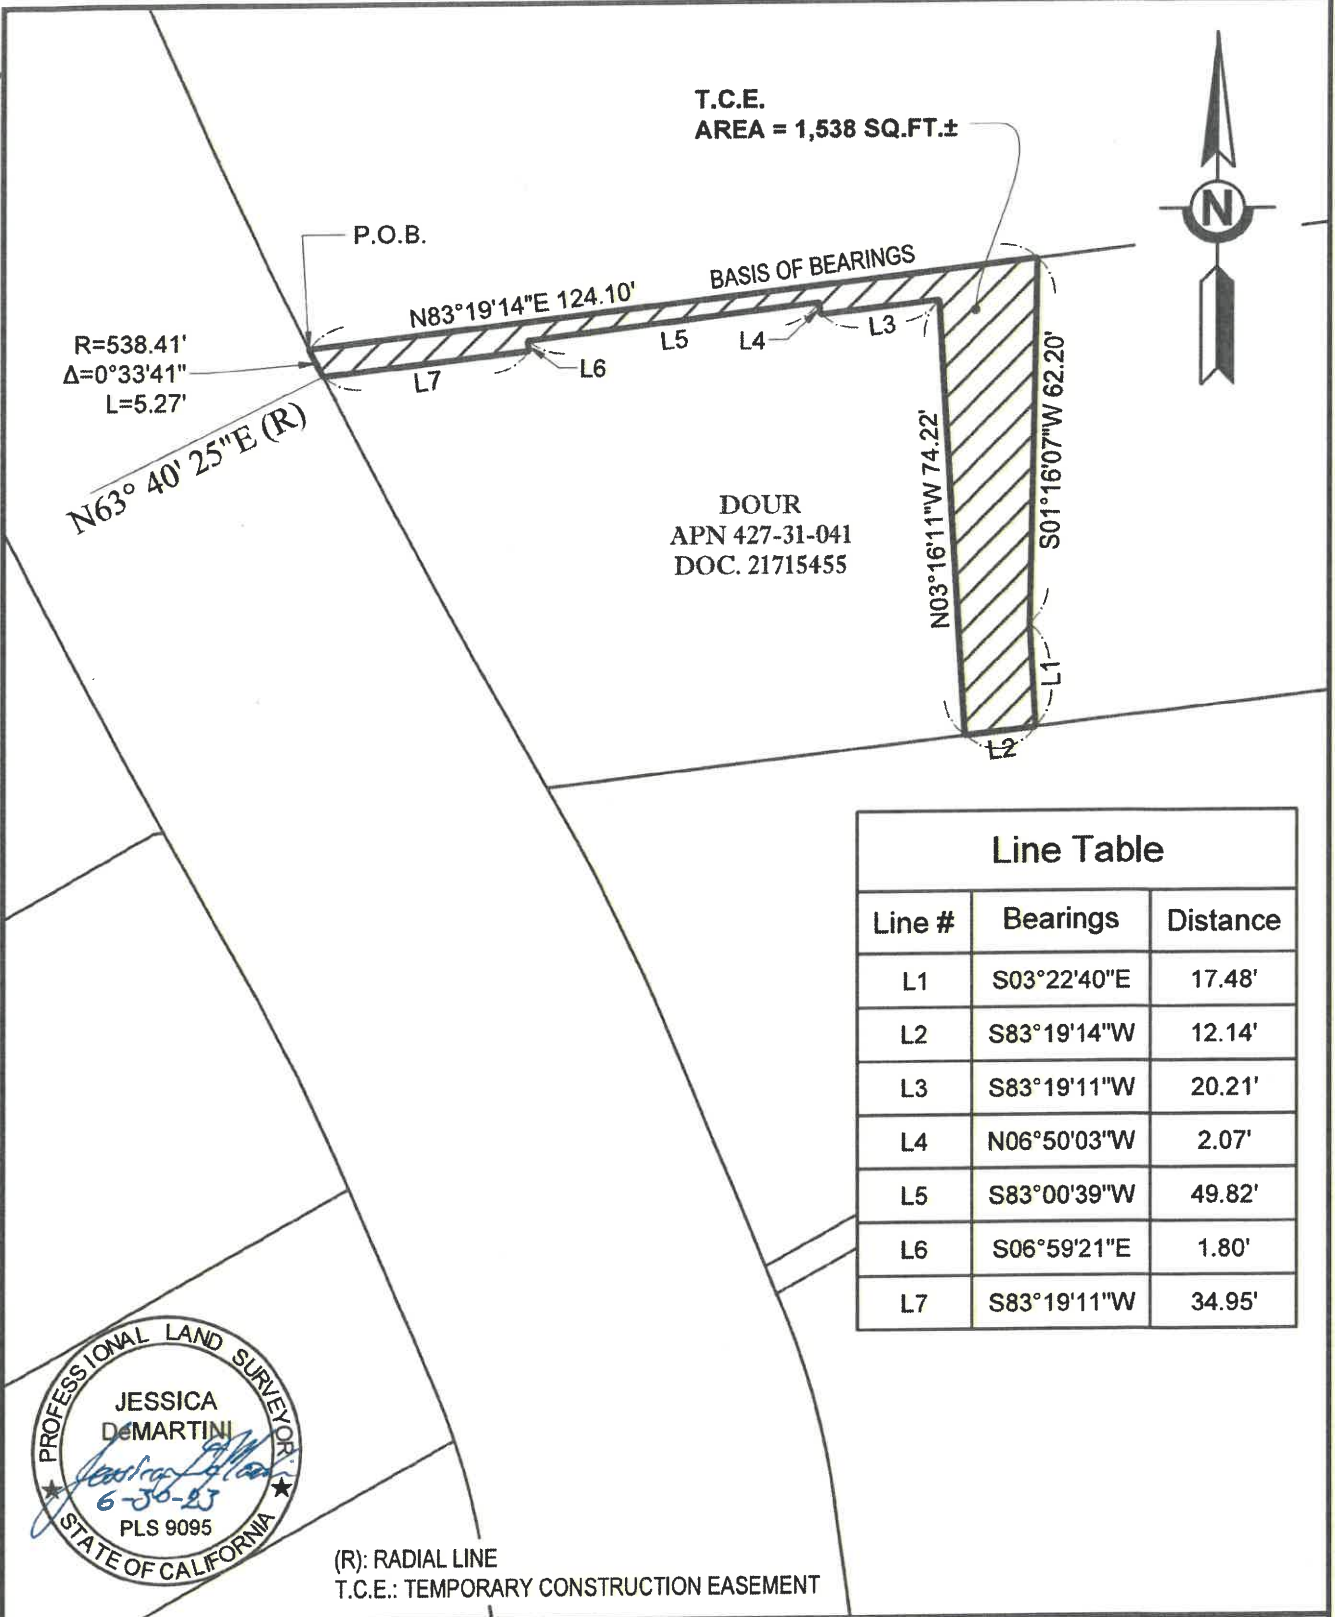 T.C.E.
AREA = 1,538 SQ.FT.±
N
P.O.B.
BASIS OF BEARINGS
N83°19'14"E 124.10'
R=538.41'
Δ=0°33'41"
L=5.27'
L7
L6
L5
L4
L3
N63° 40' 25"E (R)
N03°16'11"W 74.22'
S01°16'07"W 62.20'
DOUR
APN 427-31-041
DOC. 21715455
L1
L2
Line Table
Line # Bearings Distance
L1 S03°22'40"E 17.48'
L2 S83°19'14"W 12.14'
L3 S83°19'11"W 20.21'
L4 N06°50'03"W 2.07'
L5 S83°00'39"W 49.82'
L6 S06°59'21"E 1.80'
L7 S83°19'11"W 34.95'
PROFESSIONAL LAND SURVEYOR
JESSICA
DeMARTINI
6-30-23
PLS 9095
STATE OF CALIFORNIA
(R): RADIAL LINE
T.C.E.: TEMPORARY CONSTRUCTION EASEMENT